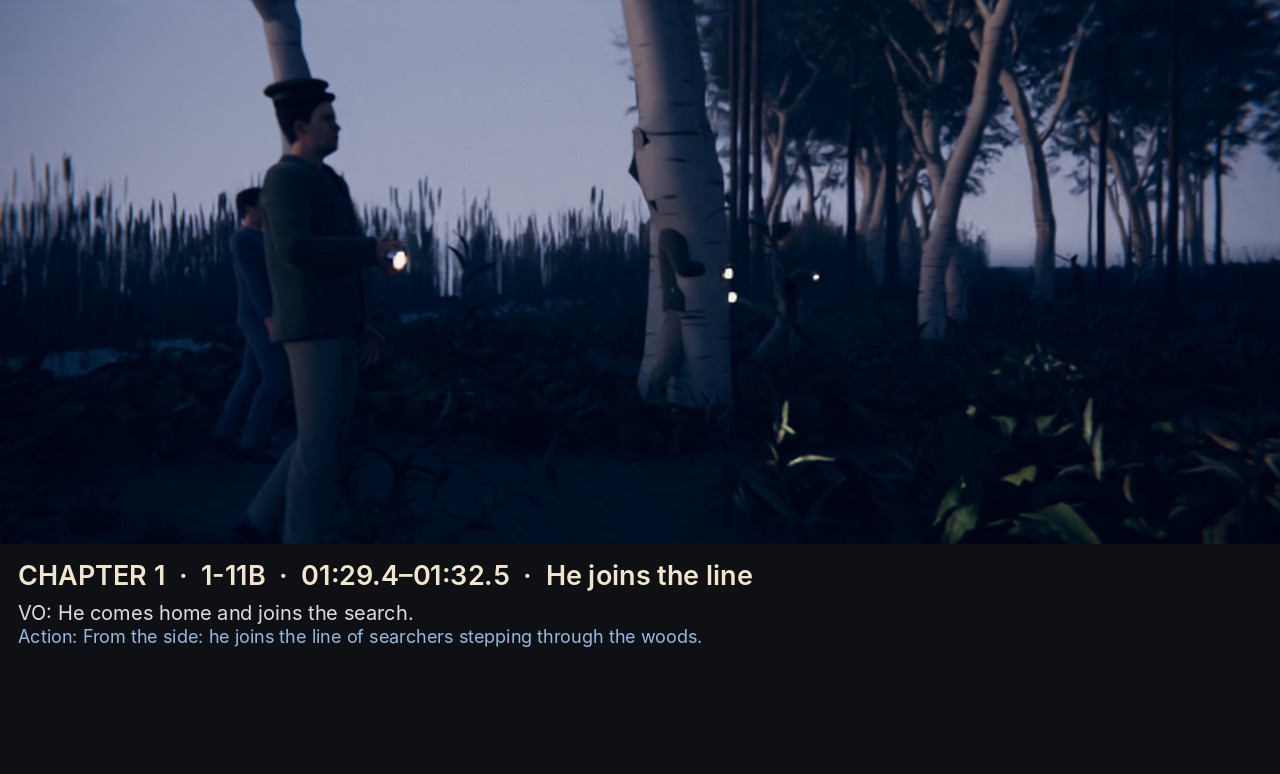 CHAPTER 1 · 1-11B · 01:29.4–01:32.5 · He joins the line
VO: He comes home and joins the search.
Action: From the side: he joins the line of searchers stepping through the woods.